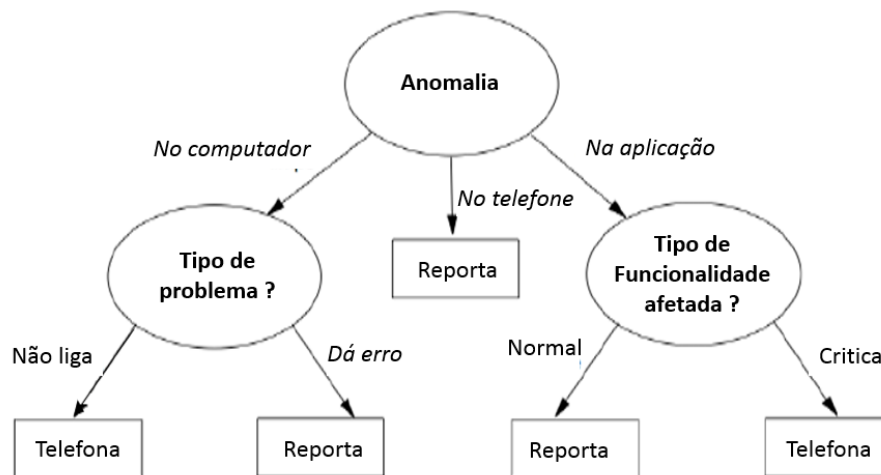 Anomalia
No computador
Na aplicação
No telefone
Tipo de
problema ?
Reporta
Tipo de
Funcionalidade
afetada ?
Não liga
Dá erro
Normal
Critica
Telefona
Reporta
Reporta
Telefona